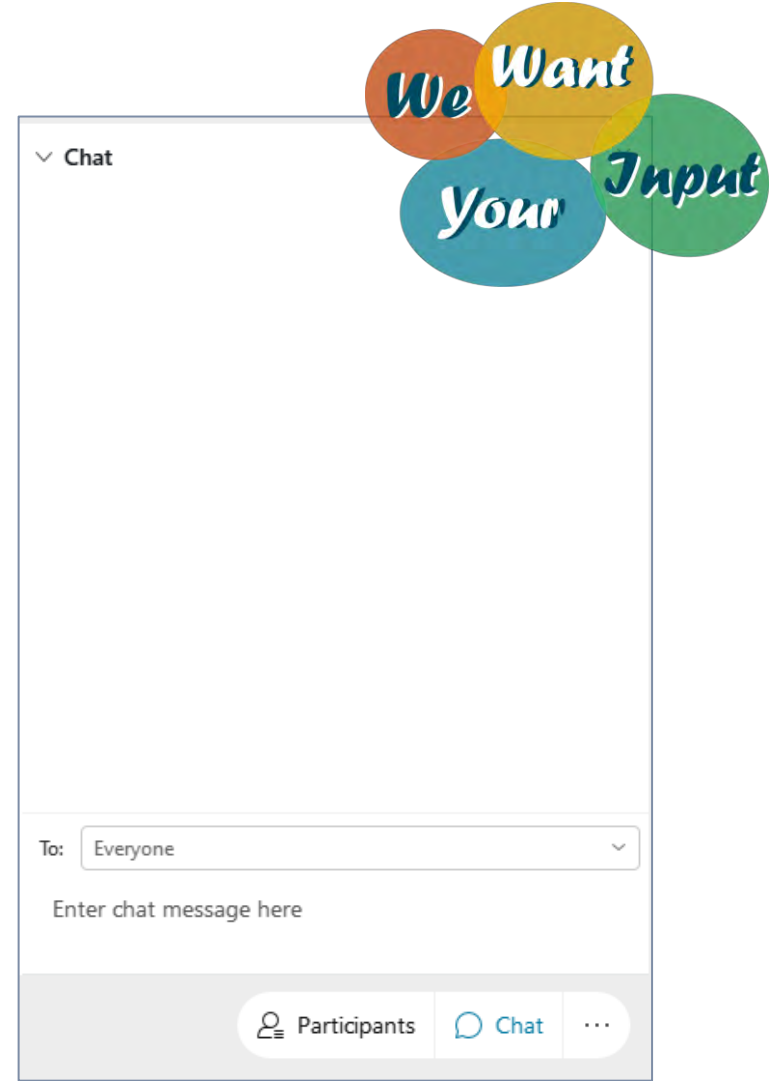 We Want
Your Input
Chat
To: Everyone
Enter chat message here
Participants Chat ...